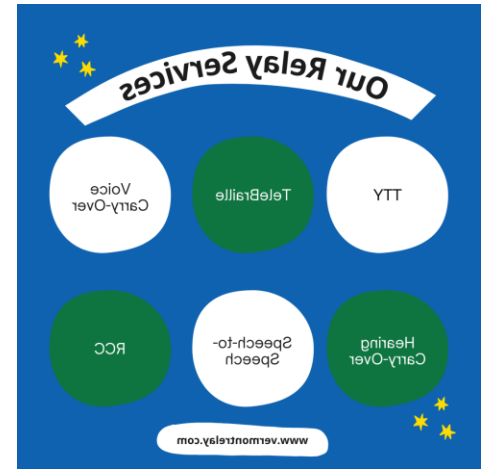 Our Relay Services
TTY
TeleBraille
Voice
Carry-Over
Hearing
Carry-Over
Speech-to-
Speech
RCC
www.vermontrelay.com